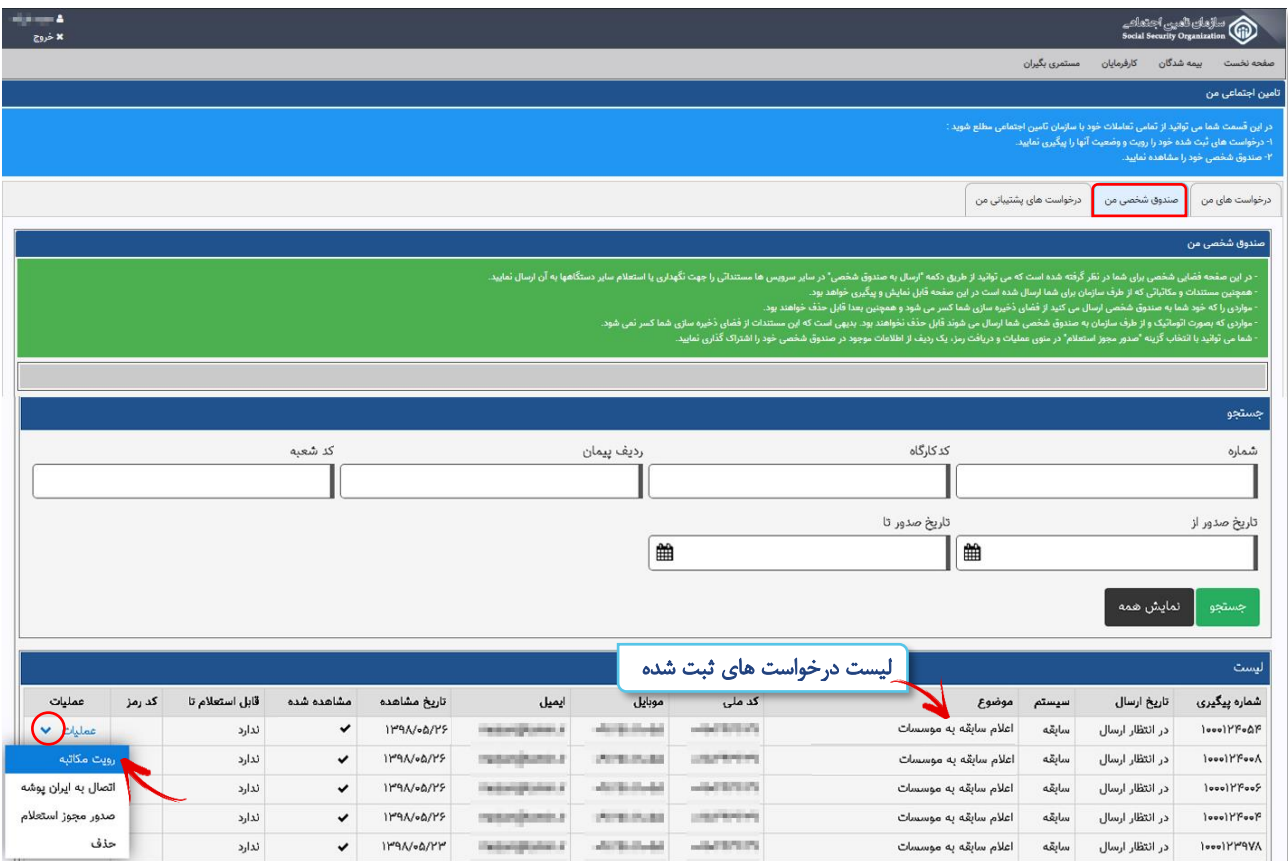 سازمان تامین اجتماعی
Social Security Organization
خروج
صفحه نخست
بیمه شدگان
کارفرمایان
مستمری بگیران
تامین اجتماعی من
در این قسمت شما می توانید از تمامی تعاملات خود با سازمان تامین اجتماعی مطلع شوید :
۱- درخواست های ثبت شده خود را رویت و وضعیت آنها را پیگیری نمایید.
۲- صندوق شخصی خود را مشاهده نمایید.
درخواست های من
صندوق شخصی من
درخواست های پشتیبانی من
صندوق شخصی من
- در این صفحه فضایی شخصی برای شما در نظر گرفته شده است که می توانید از طریق دکمه "ارسال به صندوق شخصی" در سایر سرویس ها مستنداتی را جهت نگهداری یا استعلام سایر دستگاهها به آن ارسال نمایید.
- همچنین مستندات و مکاتباتی که از طرف سازمان برای شما ارسال شده است در این صفحه قابل نمایش و پیگیری خواهد بود.
- مواردی را که خود شما به صندوق شخصی ارسال می کنید از فضای ذخیره سازی شما کسر می شود و همچنین بعدا قابل حذف خواهند بود.
- مواردی که بصورت اتوماتیک و از طرف سازمان به صندوق شخصی شما ارسال می شوند قابل حذف نخواهند بود. بدیهی است که این مستندات از فضای ذخیره سازی شما کسر نمی شود.
- شما می توانید با انتخاب گزینه "صدور مجوز استعلام" در منوی عملیات و دریافت رمز، یک ردیف از اطلاعات موجود در صندوق شخصی خود را اشتراک گذاری نمایید.
جستجو
شماره
کدکارگاه
ردیف پیمان
کد شعبه
تاریخ صدور از
تاریخ صدور تا
جستجو
نمایش همه
لیست درخواست های ثبت شده
لیست
شماره پیگیری تاریخ ارسال سیستم موضوع کد ملی موبایل ایمیل تاریخ مشاهده مشاهده شده قابل استعلام تا کد رمز عملیات
۱۰۰۰۱۲۴۰۵۴ در انتظار ارسال سابقه اعلام سابقه به موسسات ۱۳۹۸/۰۵/۲۶ ✔ ندارد عملیات
۱۰۰۰۱۲۴۰۰۸ در انتظار ارسال سابقه اعلام سابقه به موسسات ۱۳۹۸/۰۵/۲۶ ✔ ندارد
۱۰۰۰۱۲۴۰۰۶ در انتظار ارسال سابقه اعلام سابقه به موسسات ۱۳۹۸/۰۵/۲۶ ✔ ندارد
۱۰۰۰۱۲۴۰۰۴ در انتظار ارسال سابقه اعلام سابقه به موسسات ۱۳۹۸/۰۵/۲۶ ✔ ندارد
۱۰۰۰۱۲۳۹۷۸ در انتظار ارسال سابقه اعلام سابقه به موسسات ۱۳۹۸/۰۵/۲۳ ✔ ندارد
رویت مکاتبه
اتصال به ایران پوشه
صدور مجوز استعلام
حذف